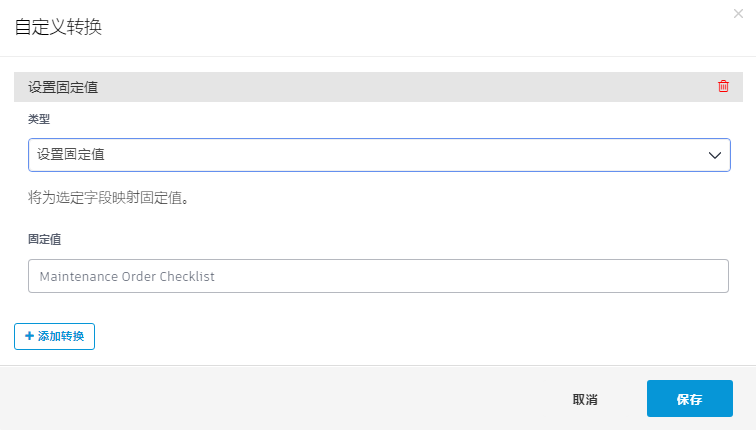 自定义转换
设置固定值
类型
设置固定值
将为选定字段映射固定值。
固定值
Maintenance Order Checklist
+ 添加转换
取消
保存